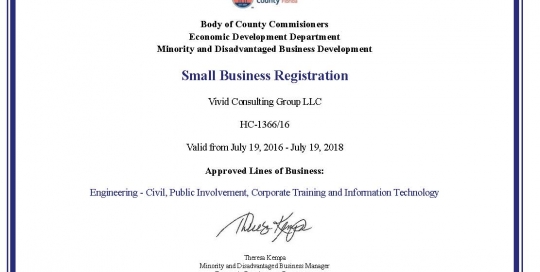 County Florida
Body of County Commisioners
Economic Development Department
Minority and Disadvantaged Business Development
Small Business Registration
Vivid Consulting Group LLC
HC-1366/16
Valid from July 19, 2016 - July 19, 2018
Approved Lines of Business:
Engineering - Civil, Public Involvement, Corporate Training and Information Technology
Theresa Kempa
Theresa Kempa
Minority and Disadvantaged Business Manager